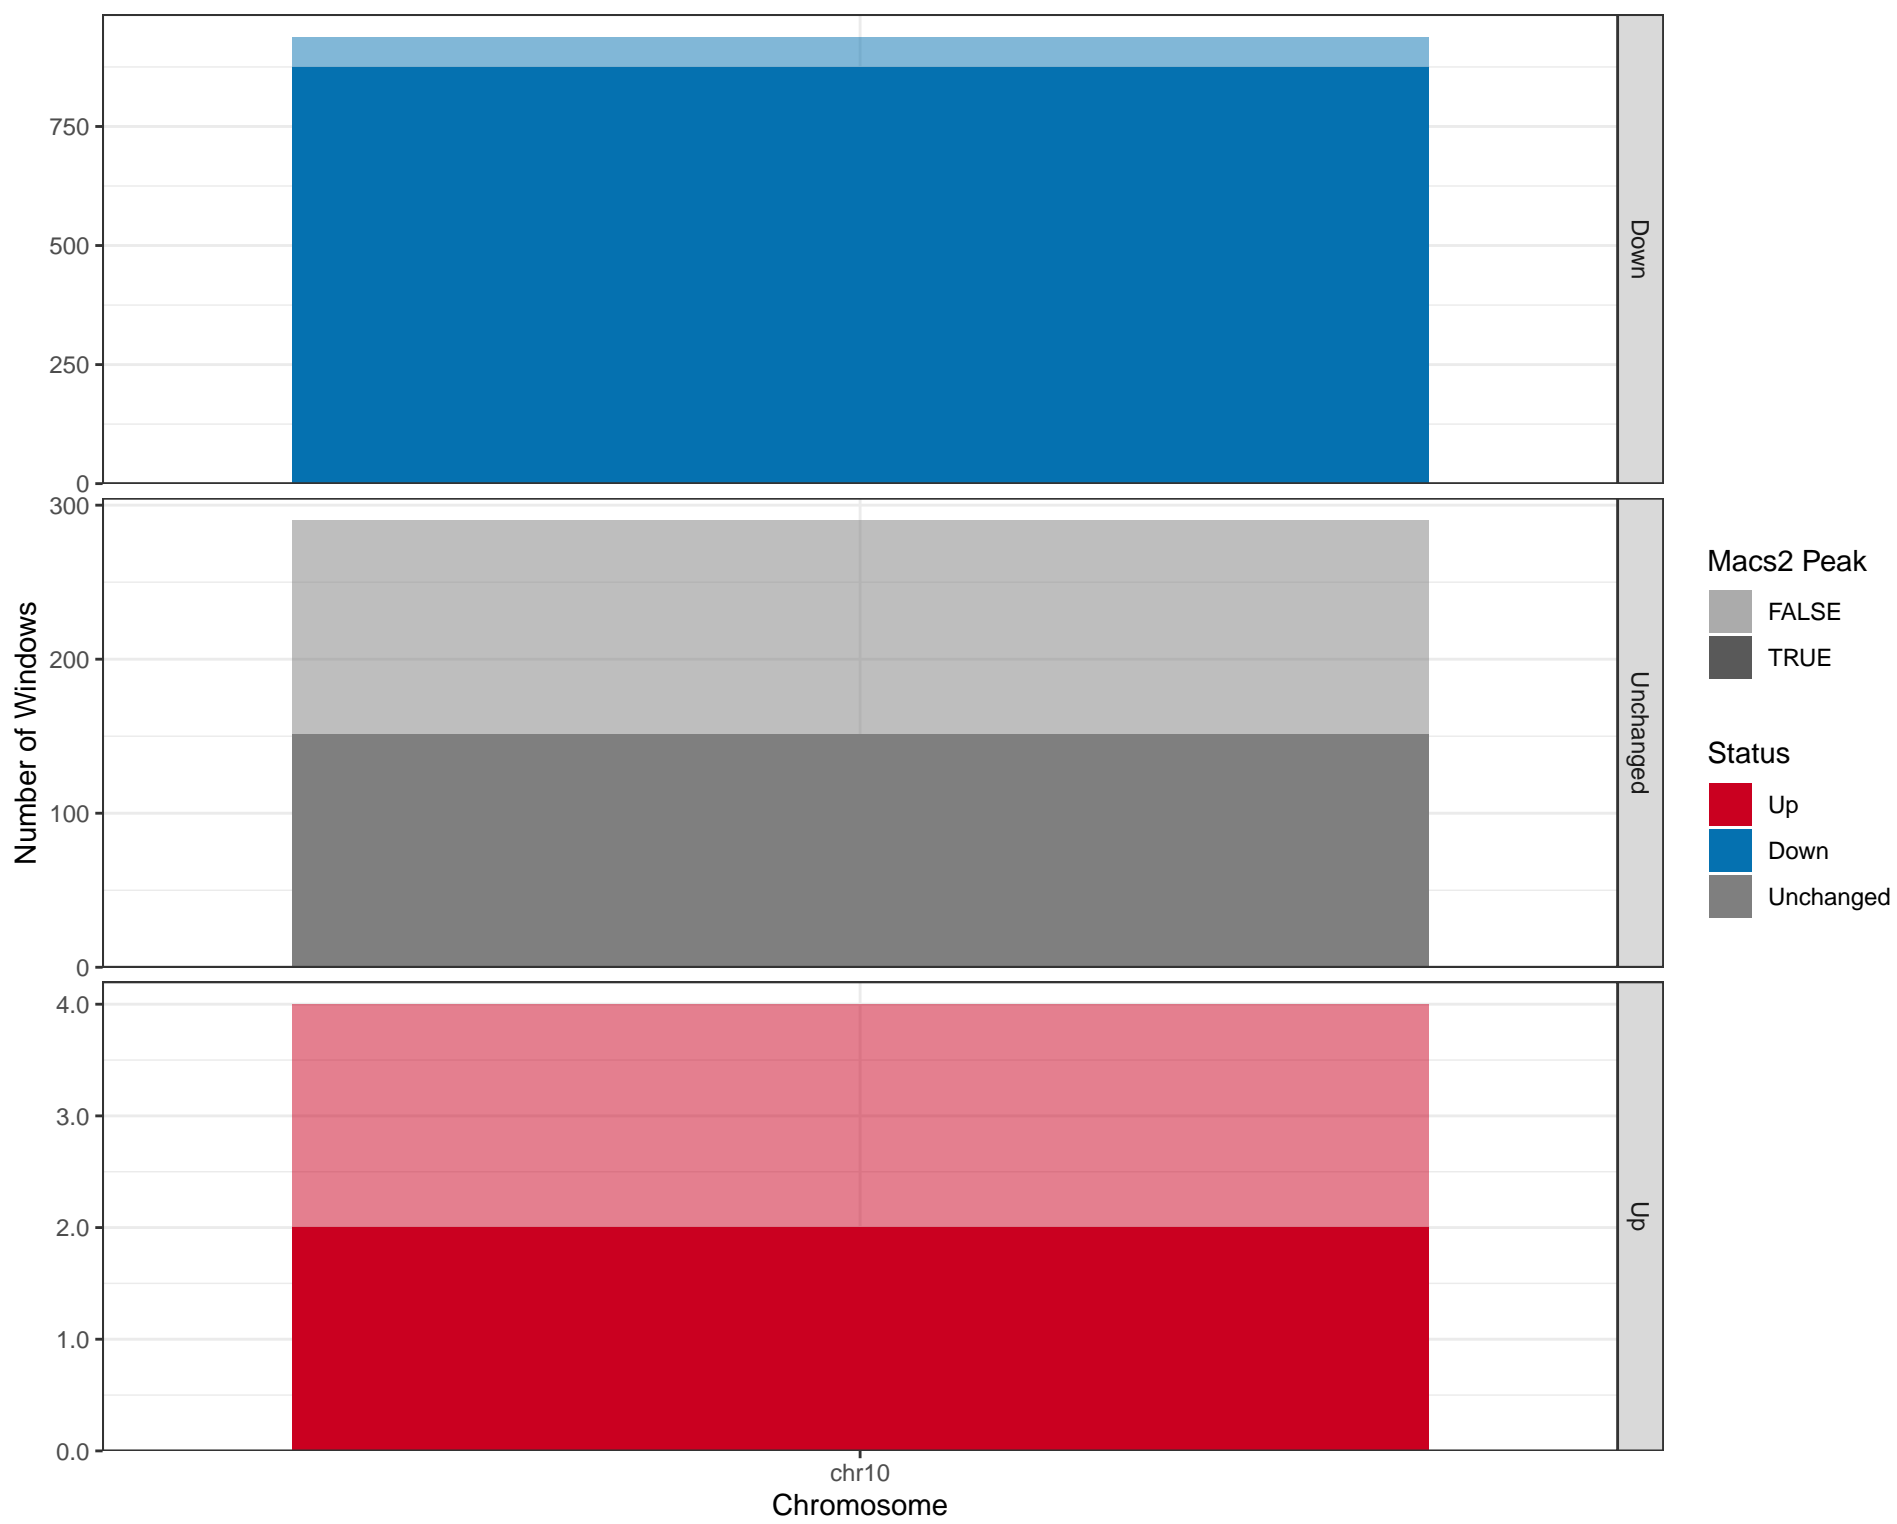 750
500
250
0
Down
300
200
100
0
Unchanged
4.0
3.0
2.0
1.0
0.0
Up
chr10
Chromosome
Number of Windows
Macs2 Peak
FALSE
TRUE
Status
Up
Down
Unchanged